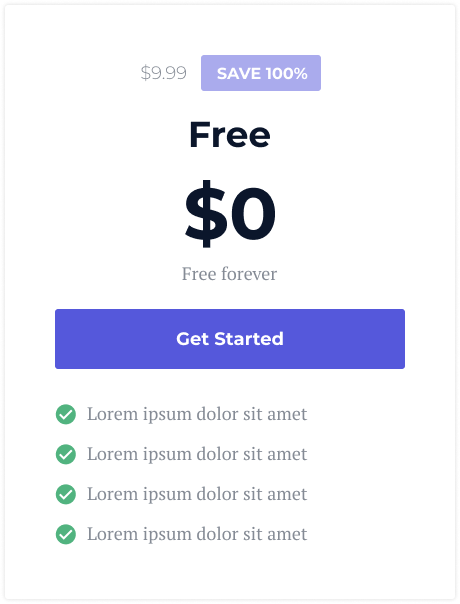 $9.99 SAVE 100%
Free
$0
Free forever
Get Started
Lorem ipsum dolor sit amet
Lorem ipsum dolor sit amet
Lorem ipsum dolor sit amet
Lorem ipsum dolor sit amet